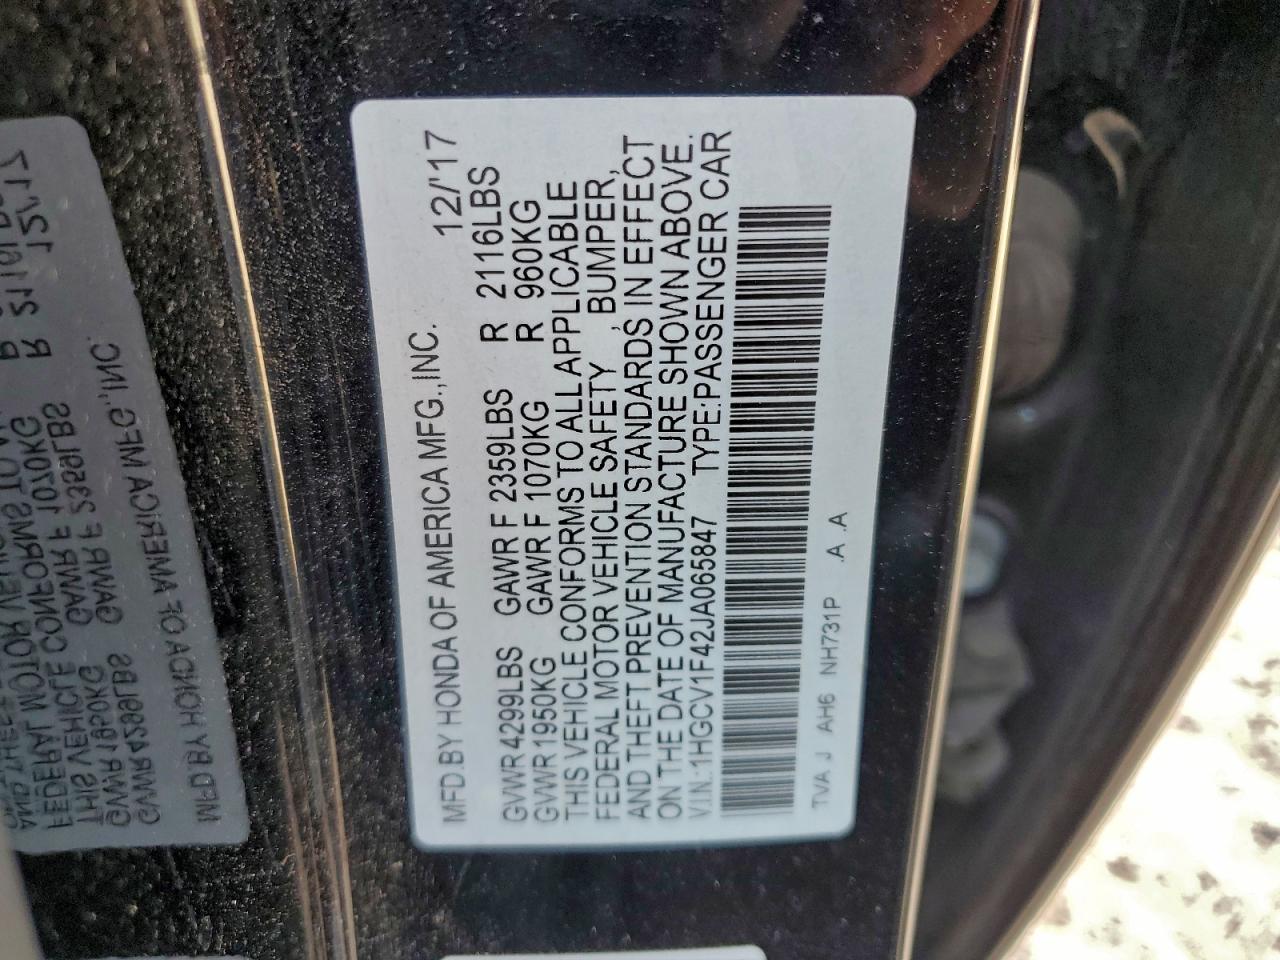 MFD.BY HONDA OF AMERICA MFG.,INC. 12/'17
GVWR 4299LBS GAWR F 2359LBS R 2116LBS
GVWR 1950KG GAWR F 1070KG R 960KG
THIS VEHICLE CONFORMS TO ALL APPLICABLE
FEDERAL MOTOR VEHICLE SAFETY , BUMPER,
AND THEFT PREVENTION STANDARDS IN EFFECT
ON THE DATE OF MANUFACTURE SHOWN ABOVE.
V.I.N.:1HGCV1F42JA065847 TYPE:PASSENGER CAR
TVA J AH6 NH731P .A .A